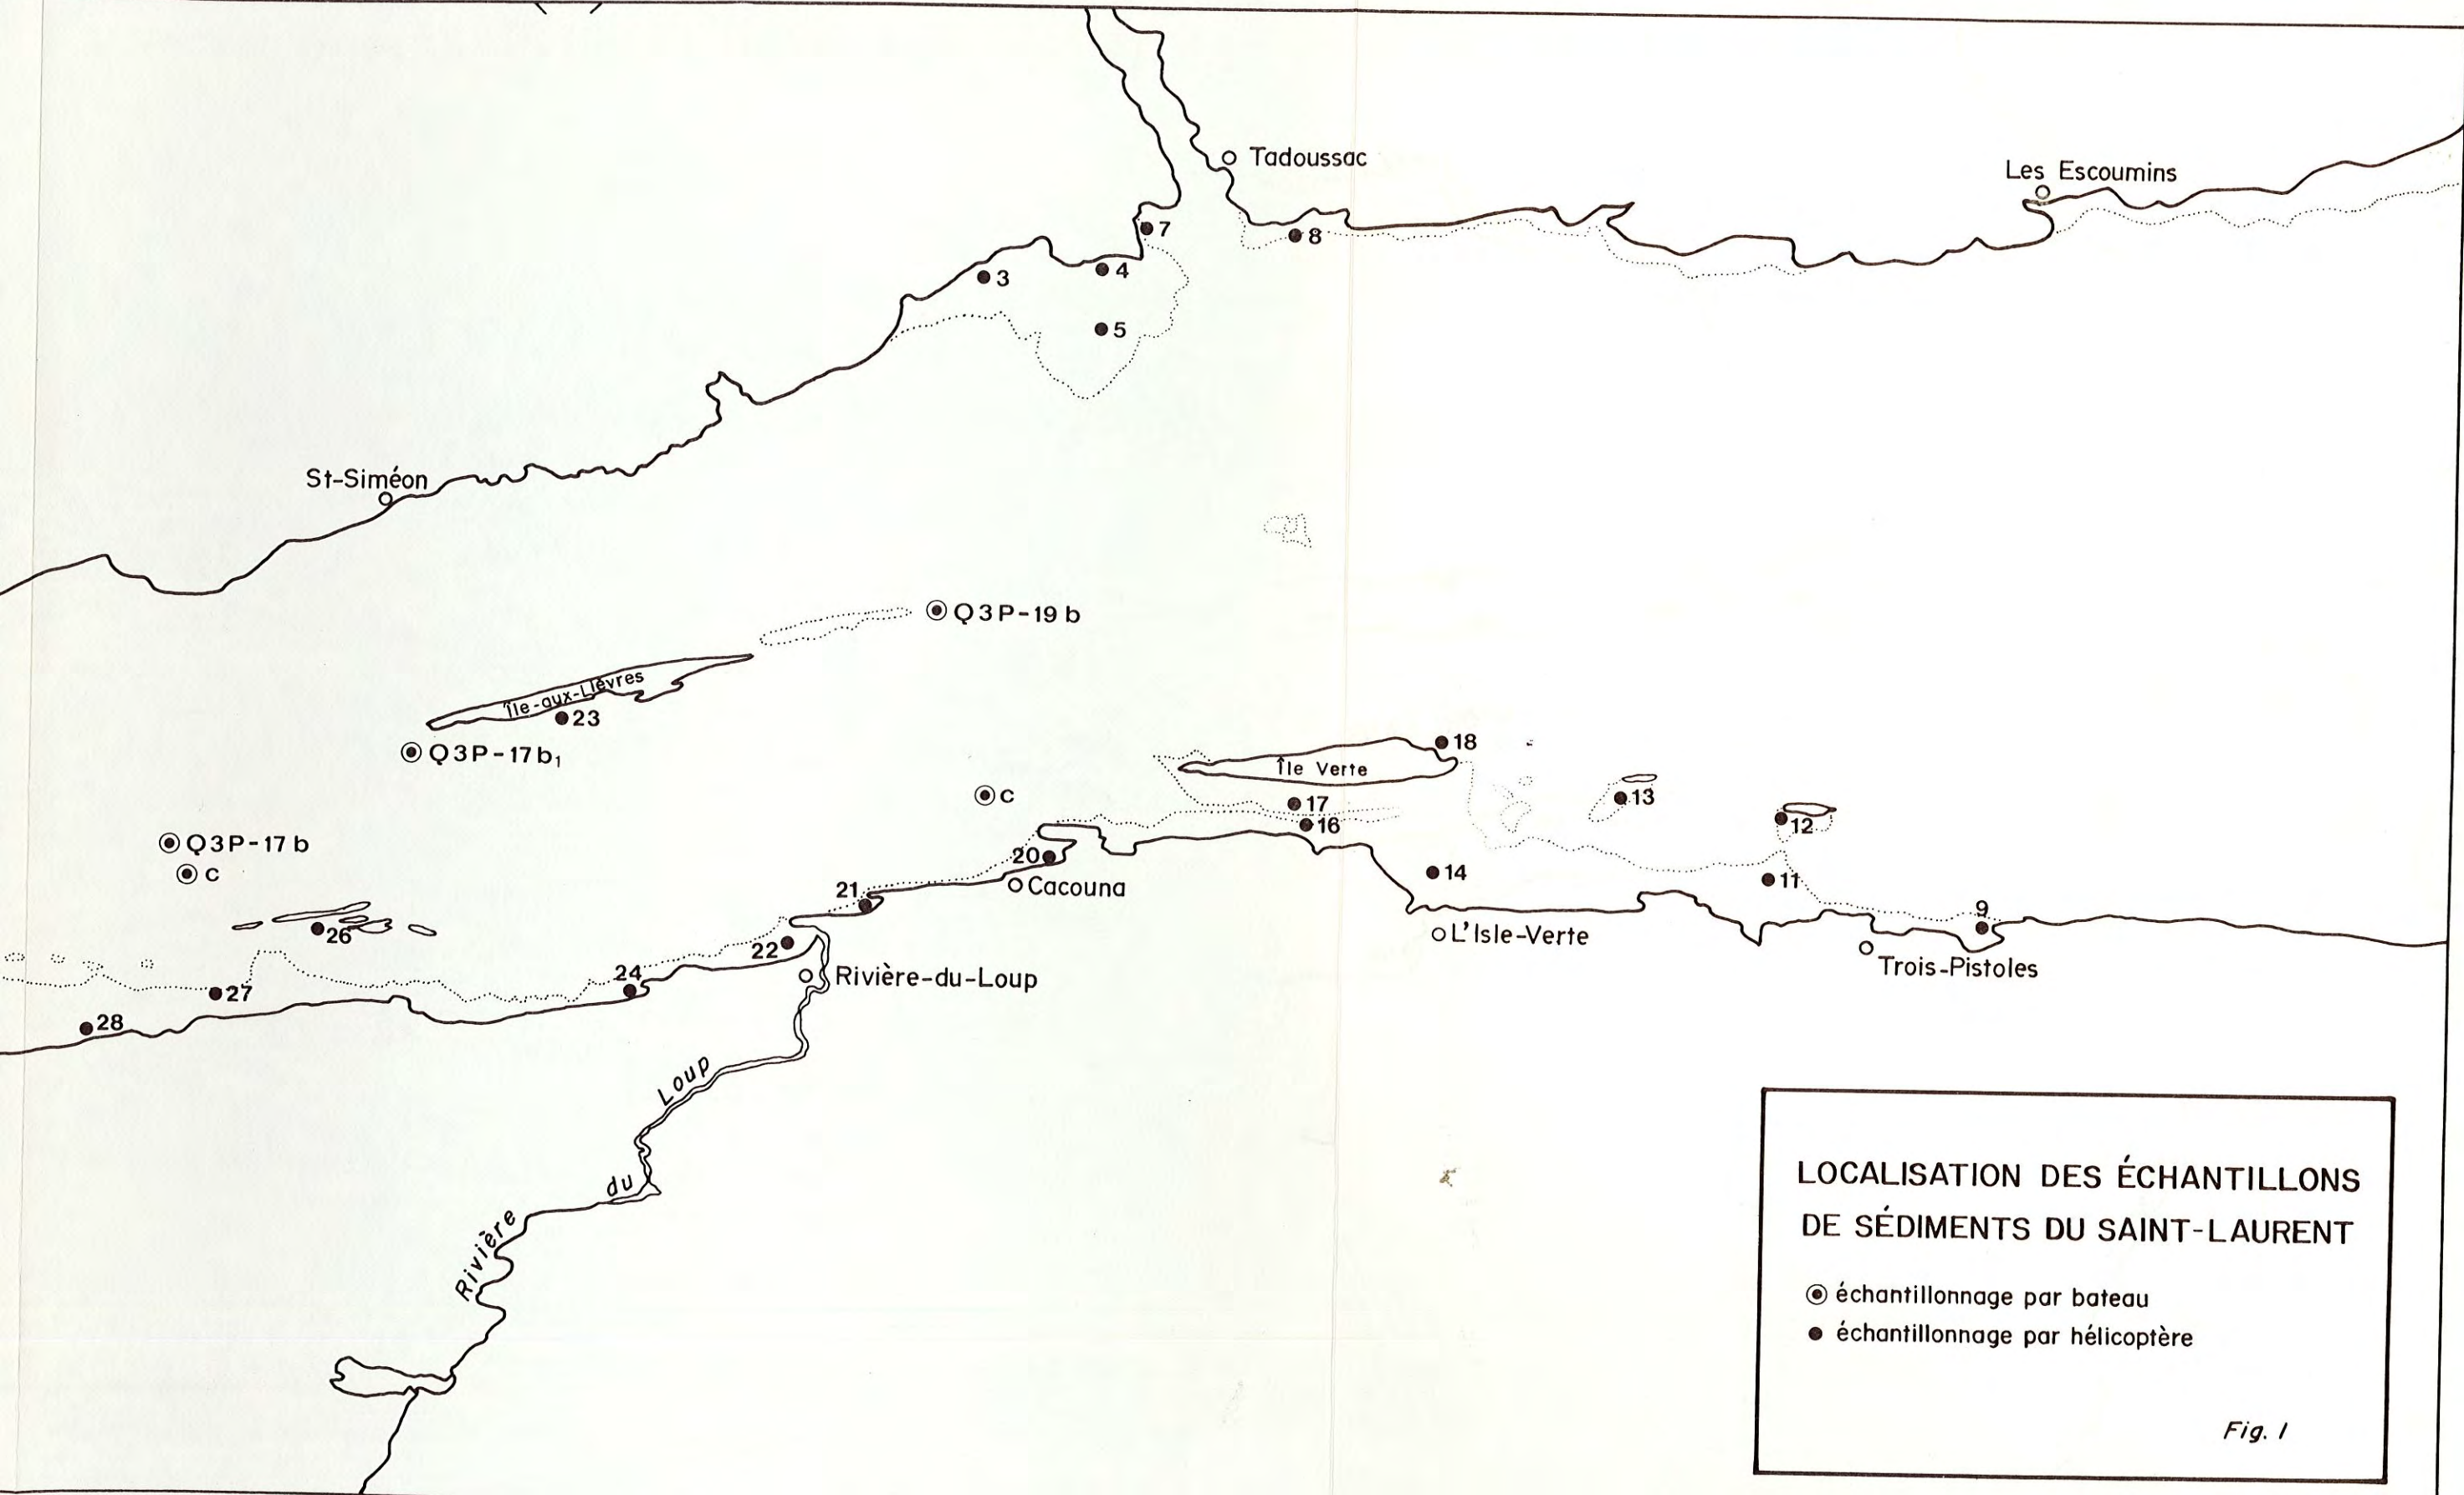 Tadoussac
Les Escoumins
7
8
3
4
5
St-Siméon
Q3P-19 b
Île-aux-Lièvres
23
Q3P-17b₁
18
Île Verte
C
17
13
16
12
Q3P-17 b
C
20
14
11
21
Cacouna
9
26
22
L'Isle-Verte
Trois-Pistoles
24
Rivière-du-Loup
27
28
Rivière du Loup
LOCALISATION DES ÉCHANTILLONS
DE SÉDIMENTS DU SAINT-LAURENT
échantillonnage par bateau
échantillonnage par hélicoptère
Fig. 1